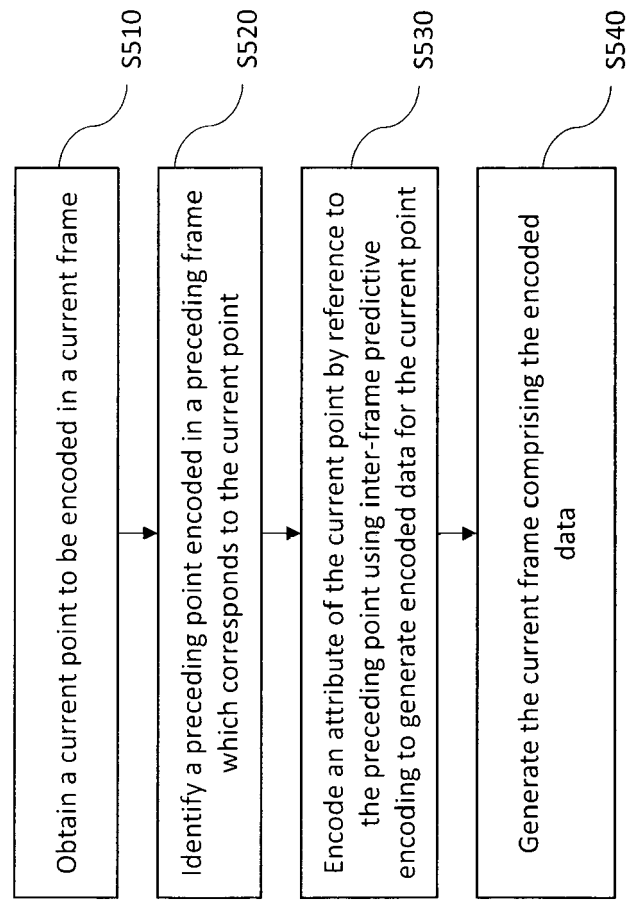 Obtain a current point to be encoded in a current frame
S510
Identify a preceding point encoded in a preceding frame
which corresponds to the current point
S520
Encode an attribute of the current point by reference to
the preceding point using inter-frame predictive
encoding to generate encoded data for the current point
S530
Generate the current frame comprising the encoded
data
S540